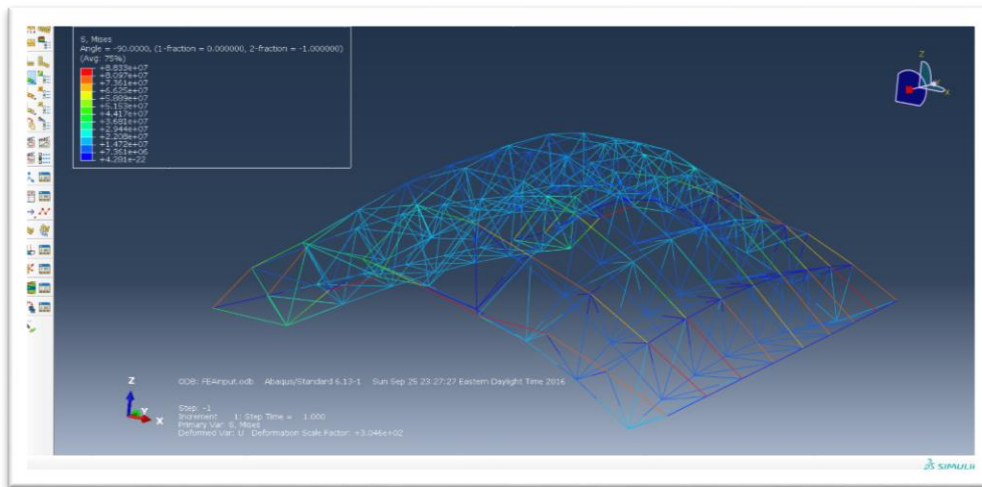 S, Mises
Angle = -90.0000, (1-fraction = 0.000000, 2-fraction = -1.000000)
(Avg: 75%)
+8.833e+07
+8.097e+07
+7.361e+07
+6.625e+07
+5.889e+07
+5.153e+07
+4.417e+07
+3.681e+07
+2.944e+07
+2.208e+07
+1.472e+07
+7.361e+06
+4.281e-22
Z
X
Z
Y
X
ODB: FEAinput.odb Abaqus/Standard 6.13-1 Sun Sep 25 23:27:27 Eastern Daylight Time 2016
Step: -1
Increment 1: Step Time = 1.000
Primary Var: S, Mises
Deformed Var: U Deformation Scale Factor: +3.046e+02
SIMULI